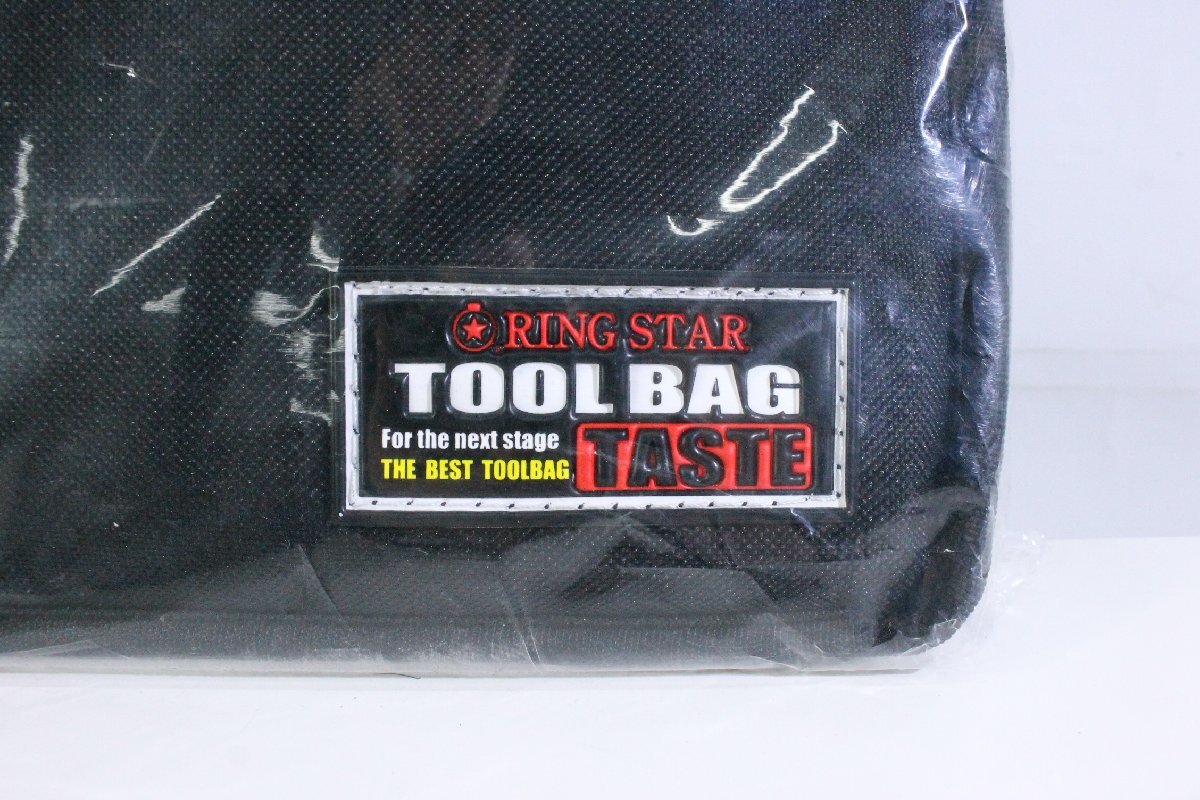 RING STAR
TOOL BAG
For the next stage
THE BEST TOOLBAG
TASTE